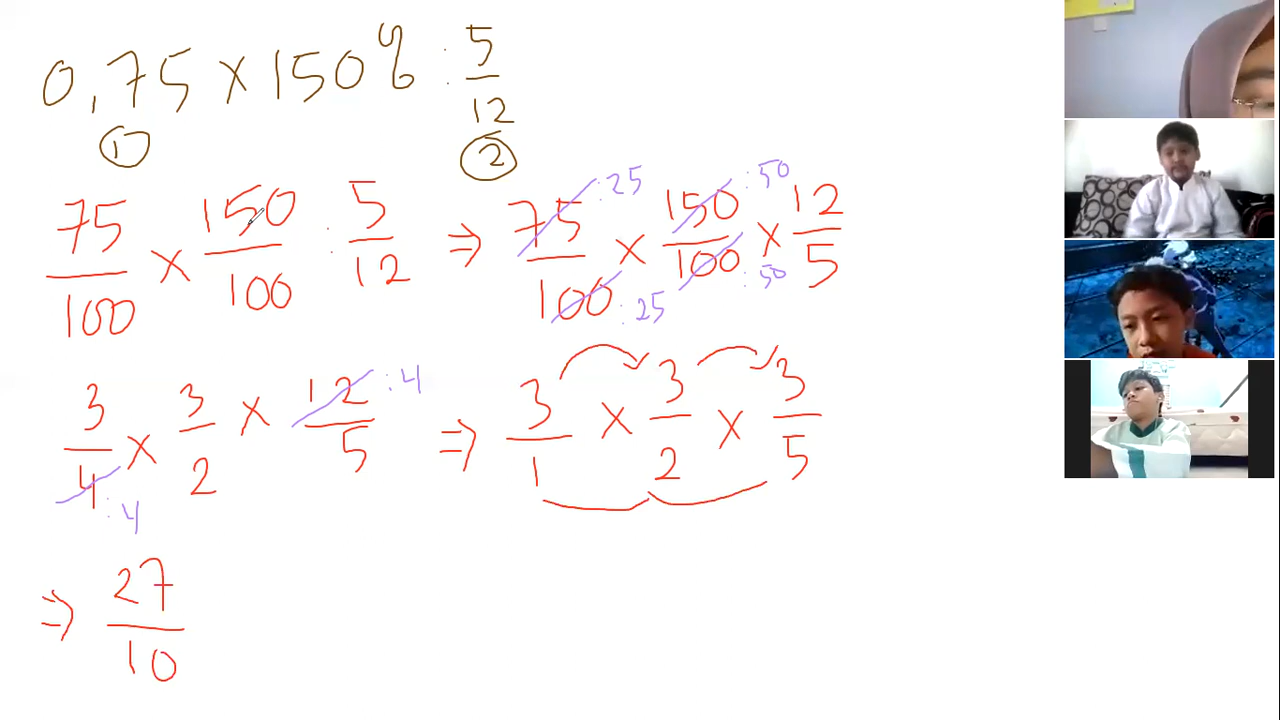 0,75 x 150% : 5/12
① ②
75/100 x 150/100 : 5/12 ⇒ 75/100 x 150/100 x 12/5
:25 :50
:25 :50
3/4 x 3/2 x 12/5 ⇒ 3/1 x 3/2 x 3/5
:4
:4
⇒ 27/10